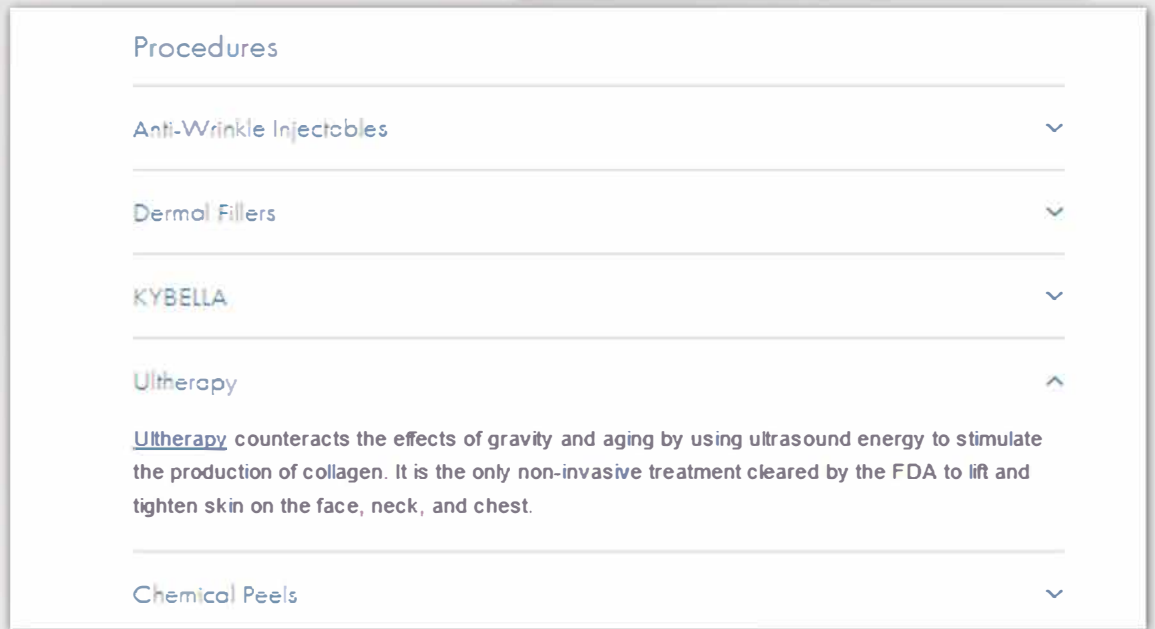 Procedures
Anti-Wrinkle Injectables
Dermal Fillers
KYBELLA
Ultherapy
Ultherapy counteracts the effects of gravity and aging by using ultrasound energy to stimulate
the production of collagen. It is the only non-invasive treatment cleared by the FDA to lift and
tighten skin on the face, neck, and chest.
Chemical Peels